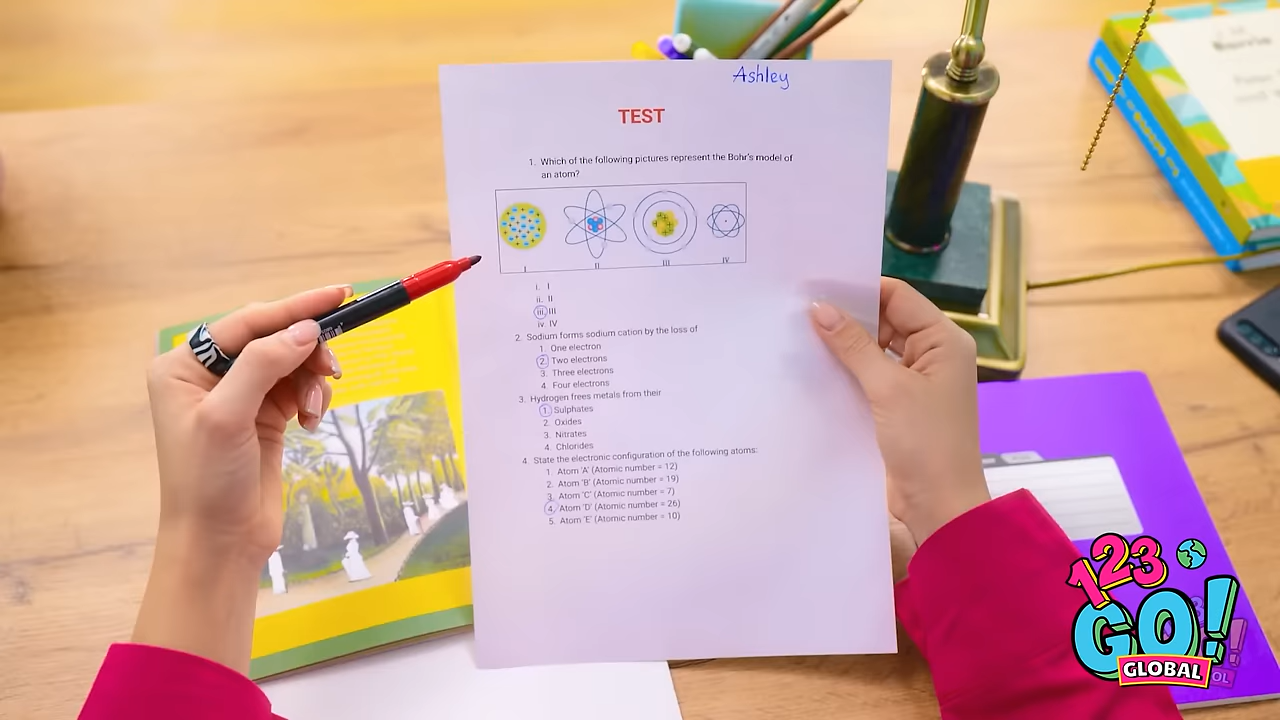 Ashley
TEST
1. Which of the following pictures represent the Bohr's model of
an atom?
I II III IV
i. I
ii. II
iii. III
iv. IV
2. Sodium forms sodium cation by the loss of
1. One electron
2. Two electrons
3. Three electrons
4. Four electrons
3. Hydrogen frees metals from their
1. Sulphates
2. Oxides
3. Nitrates
4. Chlorides
4. State the electronic configuration of the following atoms:
1. Atom 'A' (Atomic number = 12)
2. Atom 'B' (Atomic number = 19)
3. Atom 'C' (Atomic number = 7)
4. Atom 'D' (Atomic number = 26)
5. Atom 'E' (Atomic number = 10)
123
GO!
GLOBAL